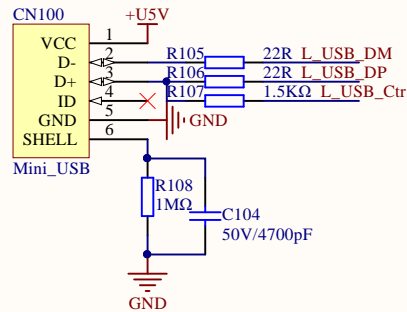 CN100
+U5V
VCC 1
D- 2 R105 22R L_USB_DM
D+ 3 R106 22R L_USB_DP
ID 4 R107 1.5KΩ L_USB_Ctr
GND 5 GND
SHELL 6
Mini_USB
R108
1MΩ
C104
50V/4700pF
GND